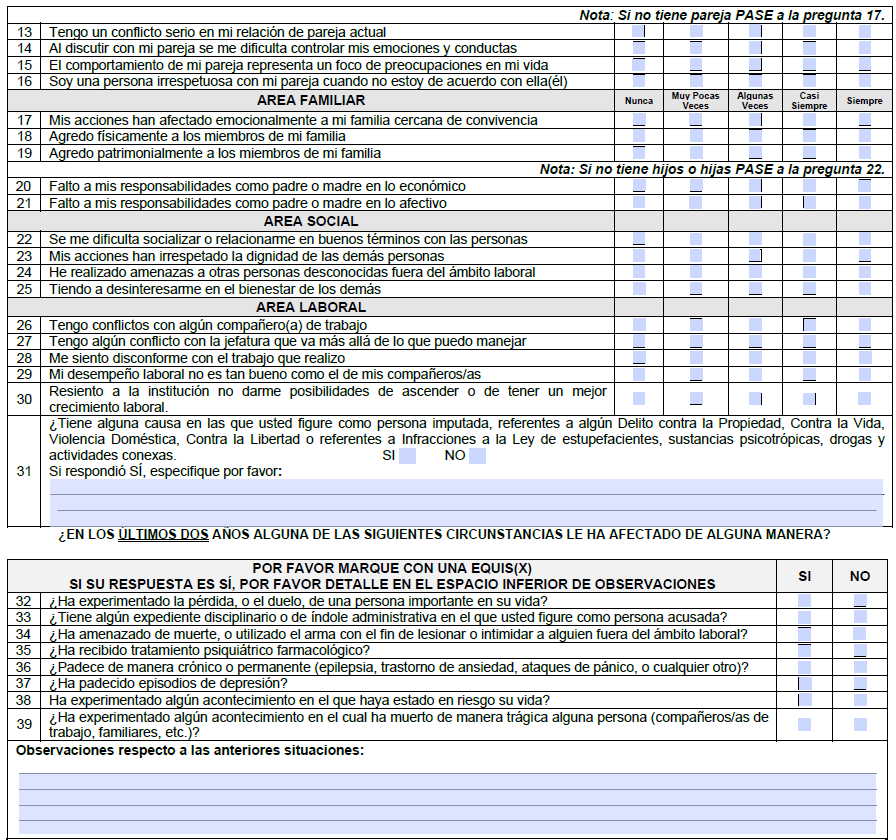 Nota: Si no tiene pareja PASE a la pregunta 17.
13 Tengo un conflicto serio en mi relación de pareja actual
14 Al discutir con mi pareja se me dificulta controlar mis emociones y conductas
15 El comportamiento de mi pareja representa un foco de preocupaciones en mi vida
16 Soy una persona irrespetuosa con mi pareja cuando no estoy de acuerdo con ella(él)
AREA FAMILIAR Nunca Muy Pocas Veces Algunas Veces Casi Siempre Siempre
17 Mis acciones han afectado emocionalmente a mi familia cercana de convivencia
18 Agredo físicamente a los miembros de mi familia
19 Agredo patrimonialmente a los miembros de mi familia
Nota: Si no tiene hijos o hijas PASE a la pregunta 22.
20 Falto a mis responsabilidades como padre o madre en lo económico
21 Falto a mis responsabilidades como padre o madre en lo afectivo
AREA SOCIAL
22 Se me dificulta socializar o relacionarme en buenos términos con las personas
23 Mis acciones han irrespetado la dignidad de las demás personas
24 He realizado amenazas a otras personas desconocidas fuera del ámbito laboral
25 Tiendo a desinteresarme en el bienestar de los demás
AREA LABORAL
26 Tengo conflictos con algún compañero(a) de trabajo
27 Tengo algún conflicto con la jefatura que va más allá de lo que puedo manejar
28 Me siento disconforme con el trabajo que realizo
29 Mi desempeño laboral no es tan bueno como el de mis compañeros/as
30 Resiento a la institución no darme posibilidades de ascender o de tener un mejor
crecimiento laboral.
31 ¿Tiene alguna causa en las que usted figure como persona imputada, referentes a algún Delito contra la Propiedad, Contra la Vida,
Violencia Doméstica, Contra la Libertad o referentes a Infracciones a la Ley de estupefacientes, sustancias psicotrópicas, drogas y
actividades conexas. SI NO
Si respondió SÍ, especifique por favor:
¿EN LOS ÚLTIMOS DOS AÑOS ALGUNA DE LAS SIGUIENTES CIRCUNSTANCIAS LE HA AFECTADO DE ALGUNA MANERA?
POR FAVOR MARQUE CON UNA EQUIS(X)
SI SU RESPUESTA ES SÍ, POR FAVOR DETALLE EN EL ESPACIO INFERIOR DE OBSERVACIONES SI NO
32 ¿Ha experimentado la pérdida, o el duelo, de una persona importante en su vida?
33 ¿Tiene algún expediente disciplinario o de índole administrativa en el que usted figure como persona acusada?
34 ¿Ha amenazado de muerte, o utilizado el arma con el fin de lesionar o intimidar a alguien fuera del ámbito laboral?
35 ¿Ha recibido tratamiento psiquiátrico farmacológico?
36 ¿Padece de manera crónico o permanente (epilepsia, trastorno de ansiedad, ataques de pánico, o cualquier otro)?
37 ¿Ha padecido episodios de depresión?
38 Ha experimentado algún acontecimiento en el que haya estado en riesgo su vida?
39 ¿Ha experimentado algún acontecimiento en el cual ha muerto de manera trágica alguna persona (compañeros/as de
trabajo, familiares, etc.)?
Observaciones respecto a las anteriores situaciones: